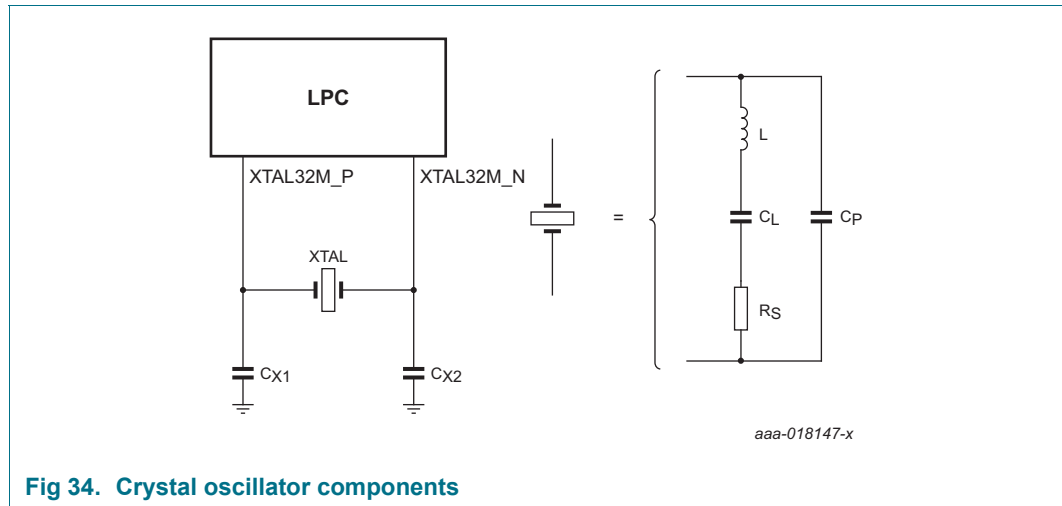 LPC
XTAL32M_P
XTAL32M_N
XTAL
CX1
CX2
=
L
CL
CP
RS
aaa-018147-x
Fig 34. Crystal oscillator components